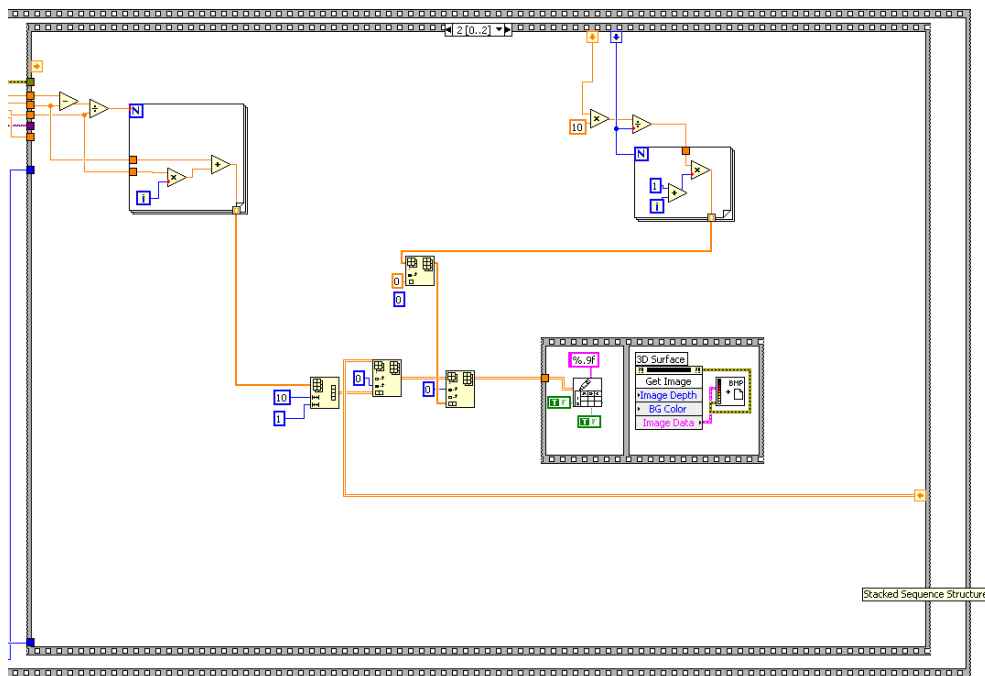 2 [0..2]
N
i
10
N
1
i
0
0
%.9f
3D Surface
Get Image
BMP
Image Depth
BG Color
Image Data
0
0
10
1
T F
T F
Stacked Sequence Structure